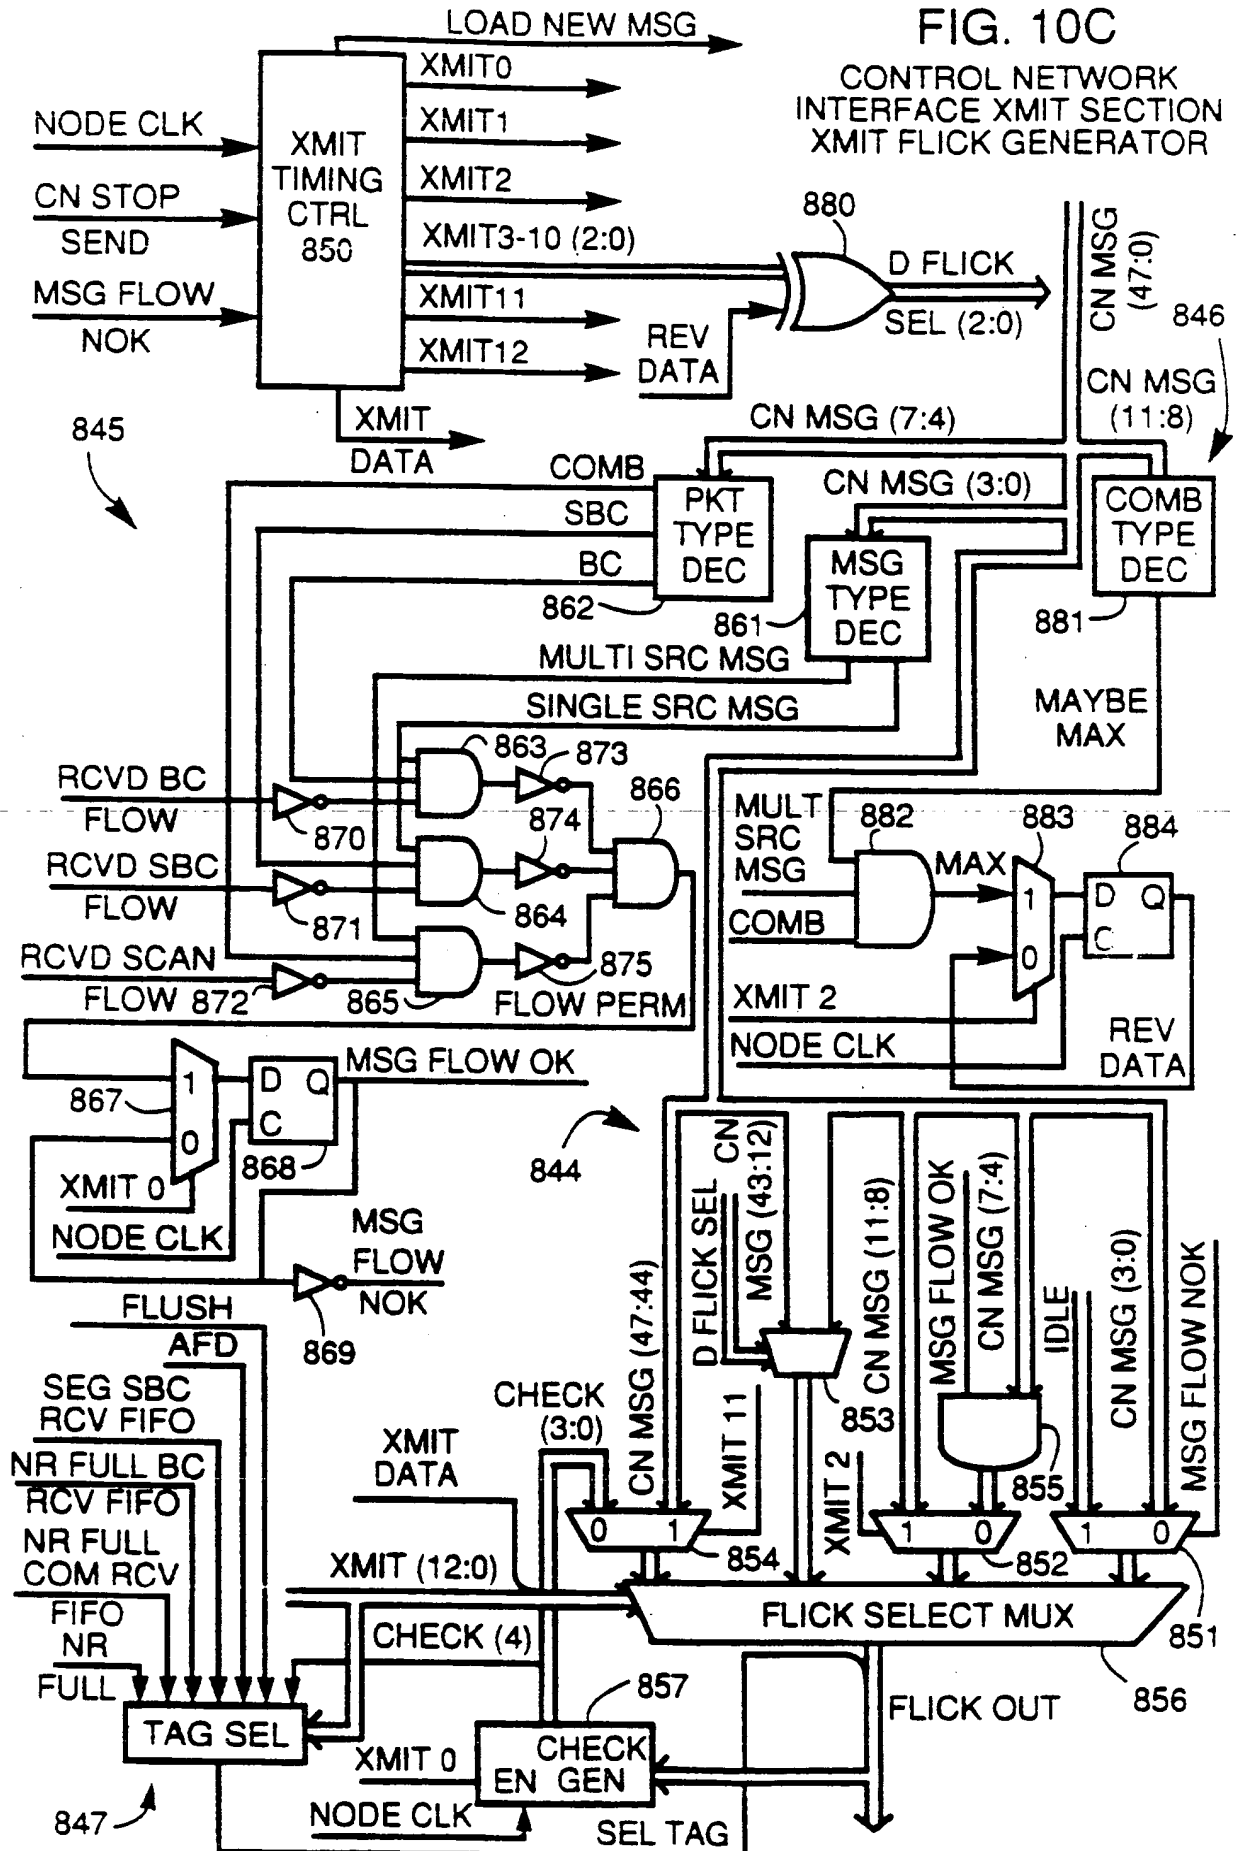 FIG. 10C
CONTROL NETWORK
INTERFACE XMIT SECTION
XMIT FLICK GENERATOR
LOAD NEW MSG
XMIT0
XMIT1
XMIT2
XMIT3-10 (2:0)
XMIT11
XMIT12
NODE CLK
CN STOP
SEND
MSG FLOW
NOK
XMIT
TIMING
CTRL
850
XMIT
DATA
880
D FLICK
SEL (2:0)
REV
DATA
CN MSG
(47:0)
846
845
CN MSG (7:4)
CN MSG
(11:8)
CN MSG (3:0)
COMB
SBC
BC
PKT
TYPE
DEC
862
MSG
TYPE
DEC
861
COMB
TYPE
DEC
881
MULTI SRC MSG
SINGLE SRC MSG
MAYBE
MAX
863
873
866
RCVD BC
FLOW
870
874
RCVD SBC
FLOW
871
864
RCVD SCAN
FLOW
872
865
875
FLOW PERM
MULT
SRC
MSG
COMB
882
MAX
883
1
0
884
D
Q
C
XMIT 2
NODE CLK
REV
DATA
867
1
0
D
Q
C
868
MSG FLOW OK
XMIT 0
NODE CLK
MSG
FLOW
NOK
869
844
FLUSH
AFD
SEG SBC
RCV FIFO
NR FULL BC
RCV FIFO
NR FULL
COM RCV
FIFO
NR
FULL
TAG SEL
847
XMIT
DATA
CHECK
(3:0)
CN MSG (47:44)
D FLICK SEL
CN
MSG (43:12)
853
XMIT 11
CN MSG (11:8)
MSG FLOW OK
CN MSG (7:4)
855
IDLE
CN MSG (3:0)
MSG FLOW NOK
XMIT 2
0
1
854
1
0
852
1
0
851
XMIT (12:0)
FLICK SELECT MUX
856
CHECK (4)
857
FLICK OUT
XMIT 0
CHECK
EN GEN
NODE CLK
SEL TAG